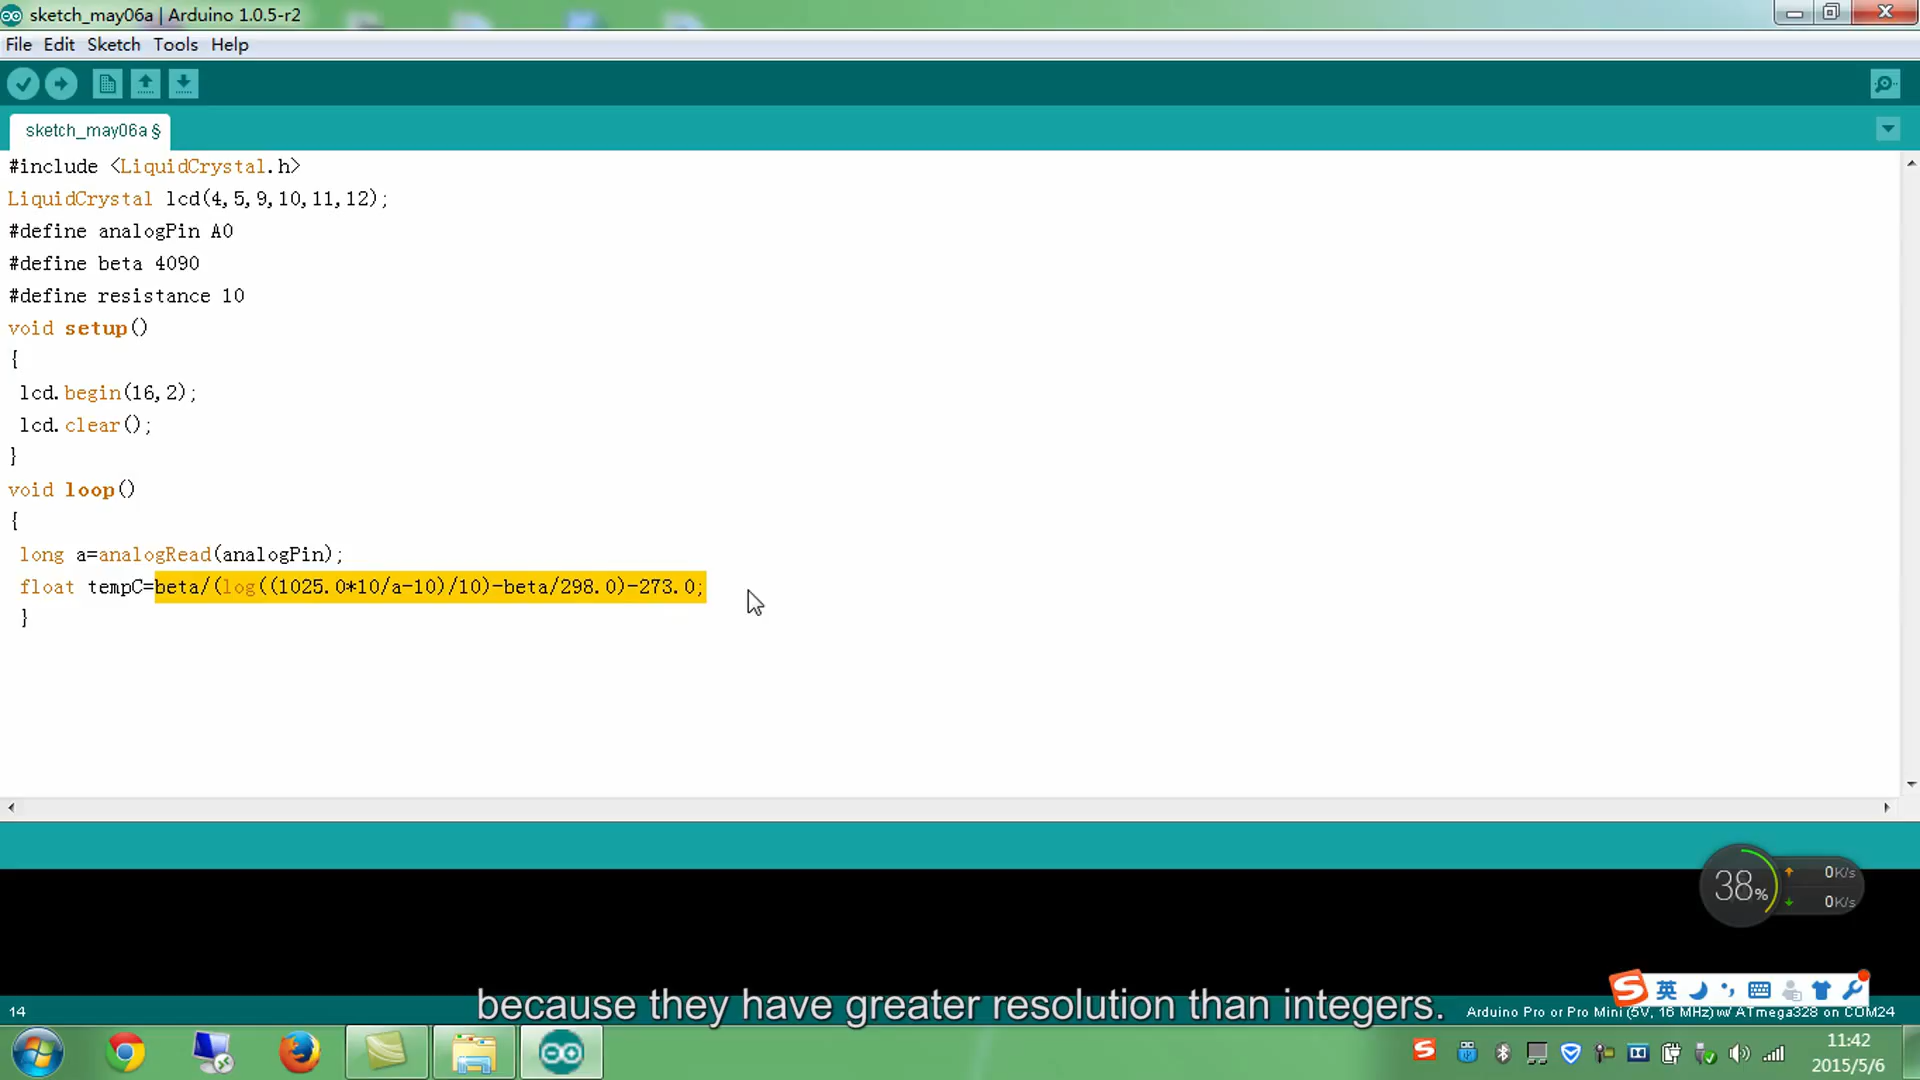 sketch_may06a | Arduino 1.0.5-r2
File Edit Sketch Tools Help
sketch_may06a §
#include <LiquidCrystal.h>
LiquidCrystal lcd(4,5,9,10,11,12);
#define analogPin A0
#define beta 4090
#define resistance 10
void setup()
{
lcd.begin(16,2);
lcd.clear();
}
void loop()
{
long a=analogRead(analogPin);
float tempC=beta/(log((1025.0*10/a-10)/10)-beta/298.0)-273.0;
}
38%
0K/s
0K/s
because they have greater resolution than integers.
英
14
Arduino Pro or Pro Mini (5V, 16 MHz) w/ ATmega328 on COM24
11:42
2015/5/6